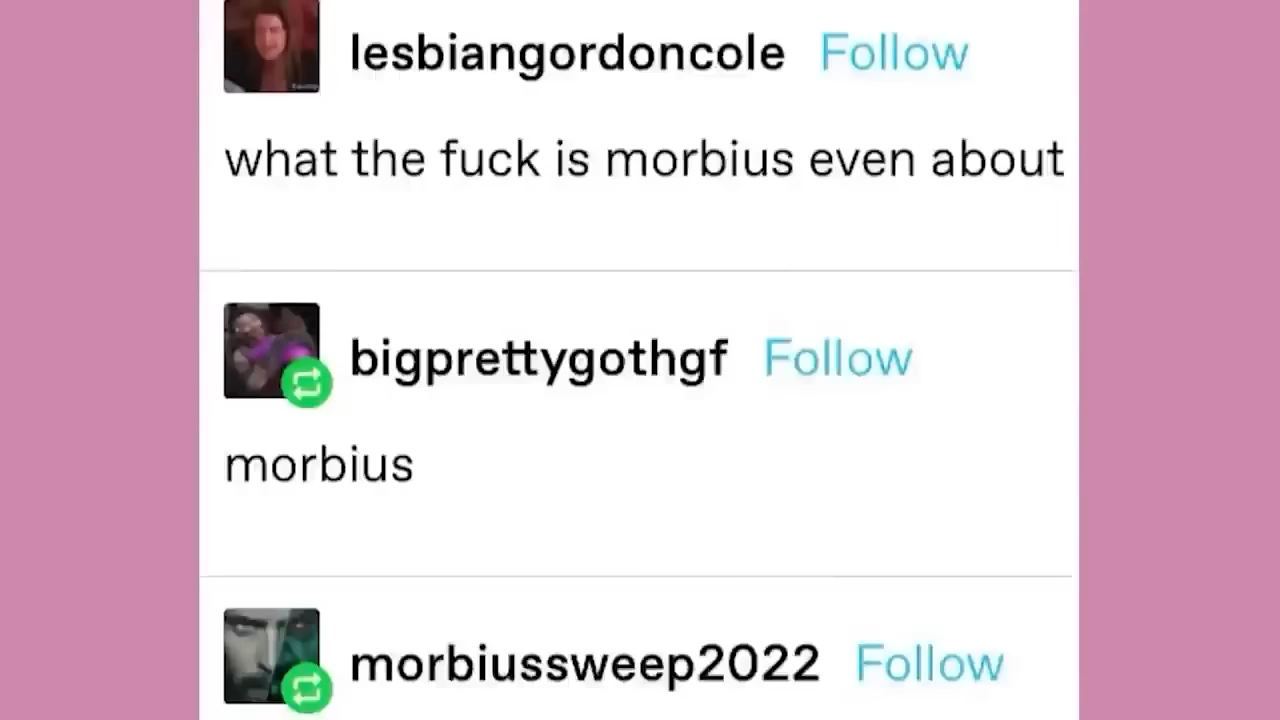 lesbiangordoncole Follow
what the fuck is morbius even about
bigprettygothgf Follow
morbius
morbiussweep2022 Follow